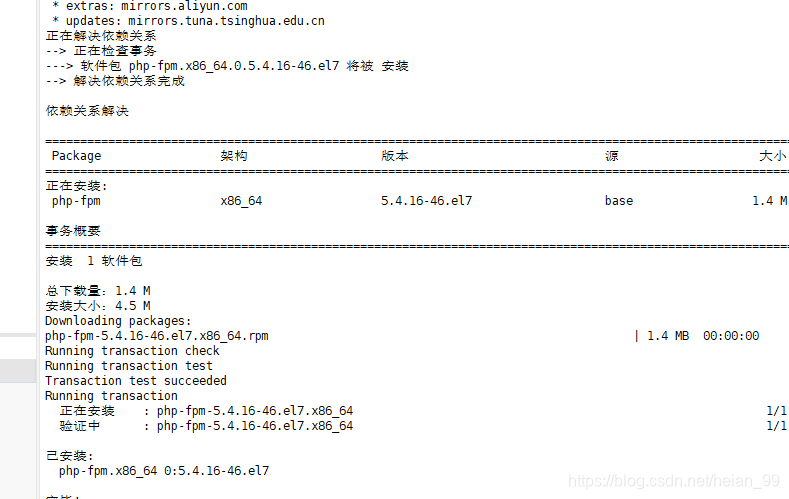 * extras: mirrors.aliyun.com
* updates: mirrors.tuna.tsinghua.edu.cn
正在解决依赖关系
--> 正在检查事务
---> 软件包 php-fpm.x86_64.0.5.4.16-46.el7 将被 安装
--> 解决依赖关系完成
依赖关系解决
================================================================================
Package 架构 版本 源 大小
================================================================================
正在安装:
php-fpm x86_64 5.4.16-46.el7 base 1.4 M
事务概要
================================================================================
安装 1 软件包
总下载量：1.4 M
安装大小：4.5 M
Downloading packages:
php-fpm-5.4.16-46.el7.x86_64.rpm | 1.4 MB 00:00:00
Running transaction check
Running transaction test
Transaction test succeeded
Running transaction
正在安装 : php-fpm-5.4.16-46.el7.x86_64 1/1
验证中 : php-fpm-5.4.16-46.el7.x86_64 1/1
已安装:
php-fpm.x86_64 0:5.4.16-46.el7
https://blog.csdn.net/heian_99